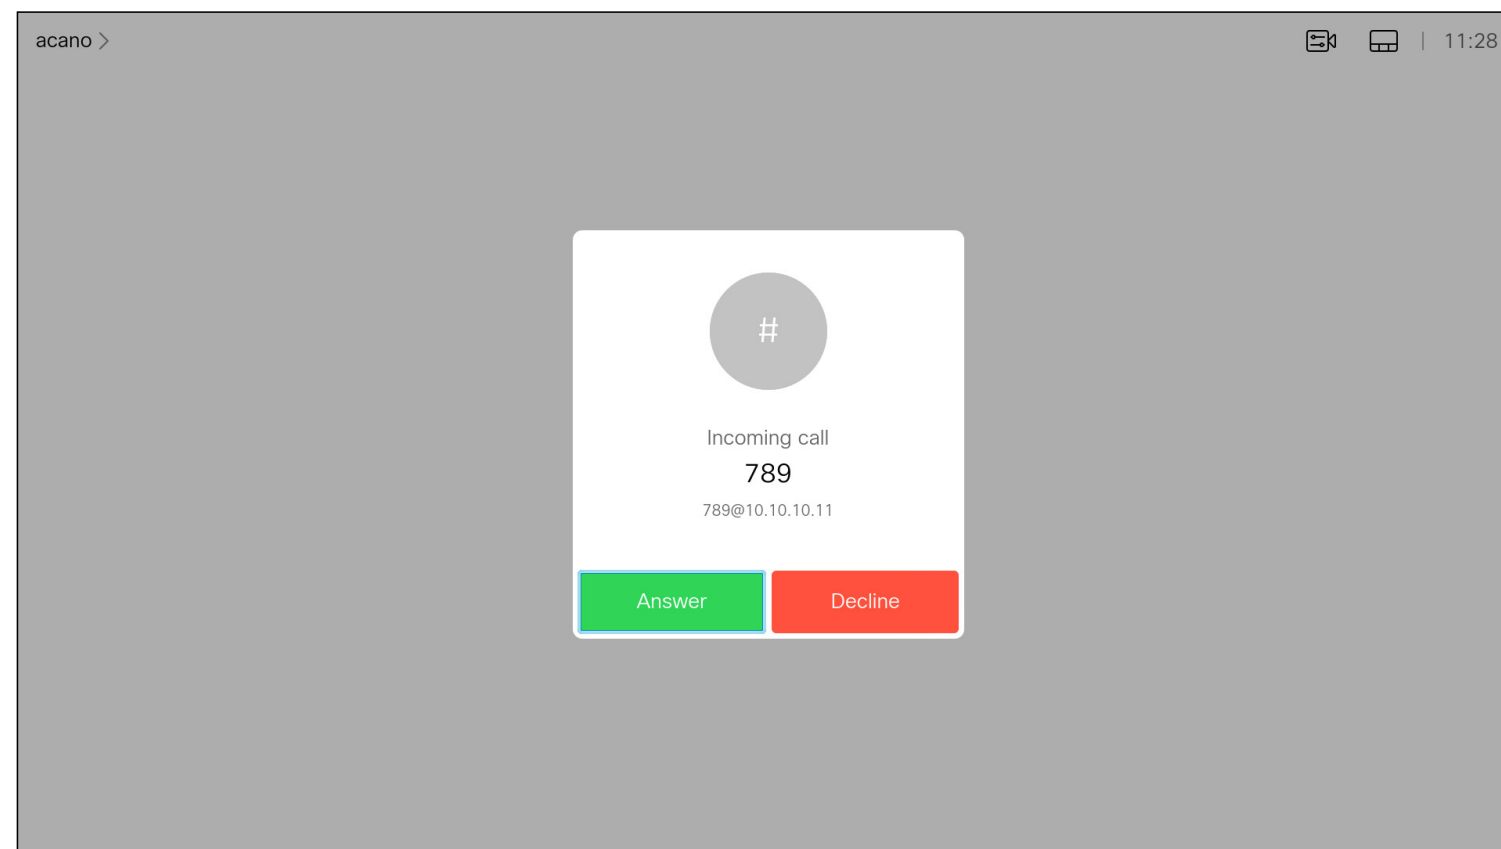 acano >
11:28
#
Incoming call
789
789@10.10.10.11
Answer
Decline